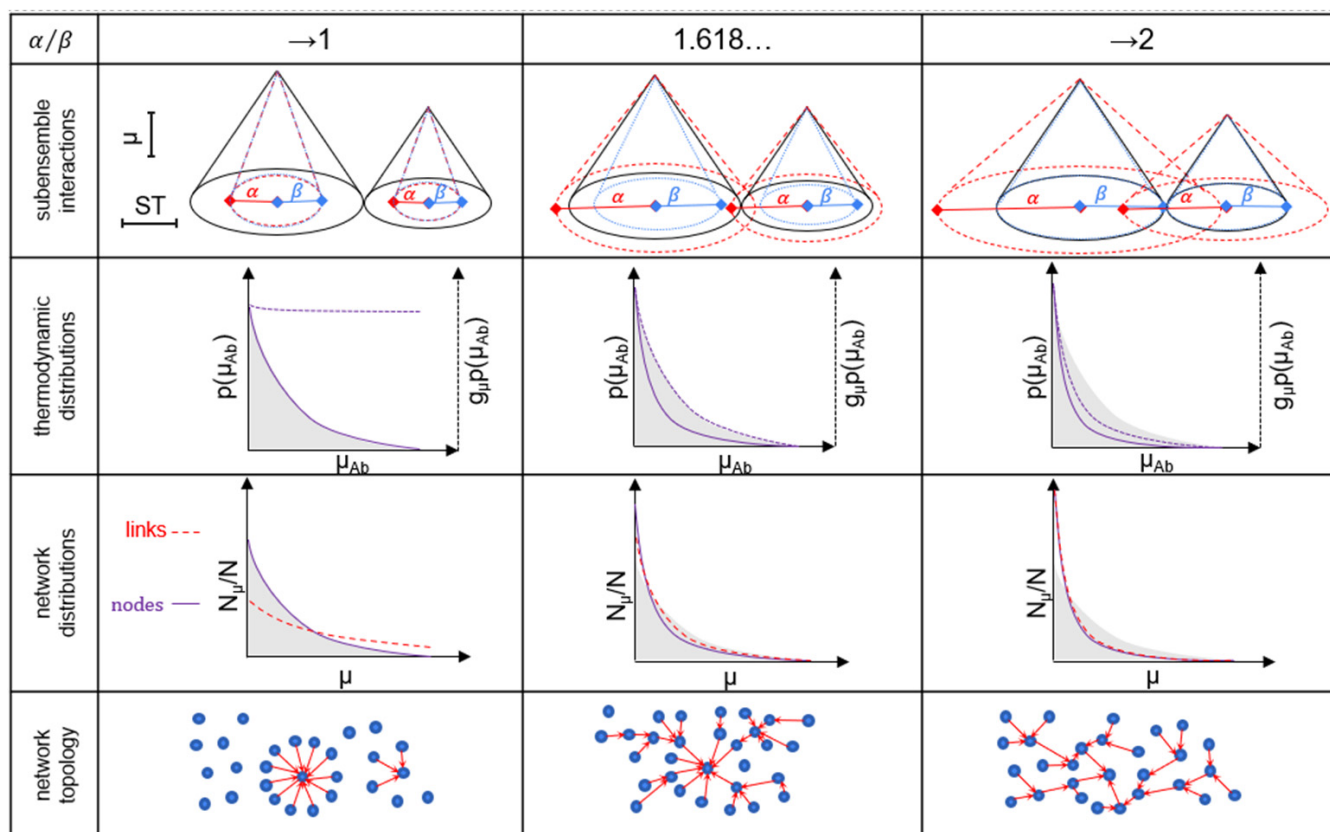 α/β
→1
1.618…
→2
subensemble
interactions
μ
ST
α
β
α
β
α
β
α
β
α
β
α
β
thermodynamic
distributions
p(μAb)
gμp(μAb)
μAb
p(μAb)
gμp(μAb)
μAb
p(μAb)
gμp(μAb)
μAb
network
distributions
links
nodes
Nμ/N
μ
Nμ/N
μ
Nμ/N
μ
network
topology